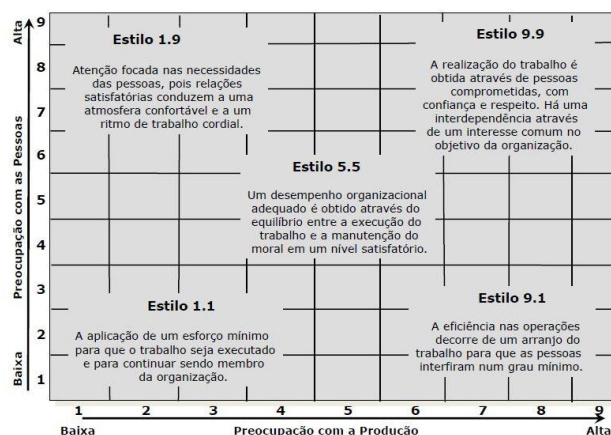 Alta
Preocupação com as Pessoas
Baixa
9
8
7
6
5
4
3
2
1
Estilo 1.9
Atenção focada nas necessidades
das pessoas, pois relações
satisfatórias conduzem a uma
atmosfera confortável e a um
ritmo de trabalho cordial.
Estilo 9.9
A realização do trabalho é
obtida através de pessoas
comprometidas, com
confiança e respeito. Há uma
interdependência através
de um interesse comum no
objetivo da organização.
Estilo 5.5
Um desempenho organizacional
adequado é obtido através do
equilíbrio entre a execução do
trabalho e a manutenção do
moral em um nível satisfatório.
Estilo 1.1
A aplicação de um esforço mínimo
para que o trabalho seja executado
e para continuar sendo membro
da organização.
Estilo 9.1
A eficiência nas operações
decorre de um arranjo do
trabalho para que as pessoas
interfiram num grau mínimo.
1 2 3 4 5 6 7 8 9
Baixa Preocupação com a Produção Alta